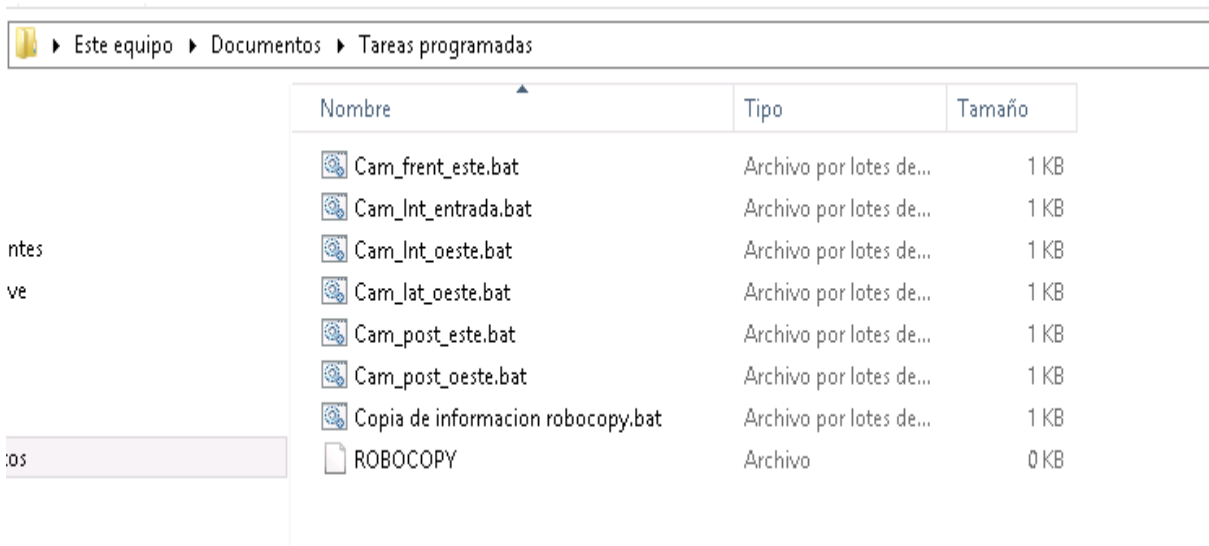 Este equipo Documentos Tareas programadas
Nombre Tipo Tamaño
Cam_frent_este.bat Archivo por lotes de... 1 KB
Cam_Int_entrada.bat Archivo por lotes de... 1 KB
ntes Cam_Int_oeste.bat Archivo por lotes de... 1 KB
ve Cam_lat_oeste.bat Archivo por lotes de... 1 KB
Cam_post_este.bat Archivo por lotes de... 1 KB
Cam_post_oeste.bat Archivo por lotes de... 1 KB
Copia de informacion robocopy.bat Archivo por lotes de... 1 KB
tos ROBOCOPY Archivo 0 KB